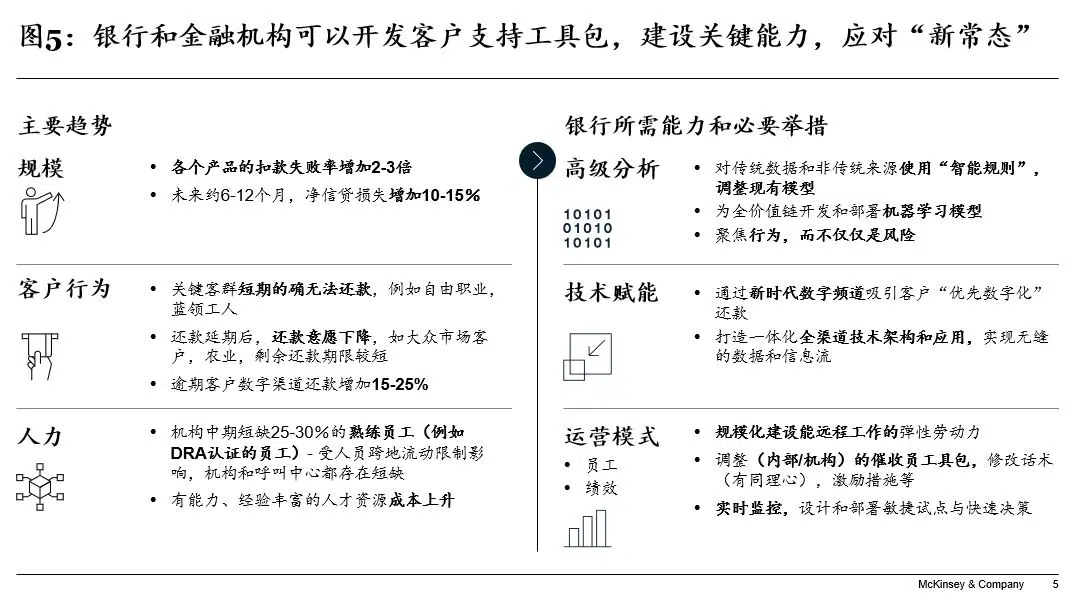 图5：银行和金融机构可以开发客户支持工具包，建设关键能力，应对“新常态”
主要趋势
规模
• 各个产品的扣款失败率增加2-3倍
• 未来约6-12个月，净信贷损失增加10-15%
客户行为
• 关键客群短期的确无法还款，例如自由职业，
蓝领工人
• 还款延期后，还款意愿下降，如大众市场客
户，农业，剩余还款期限较短
• 逾期客户数字渠道还款增加15-25%
人力
• 机构中期短缺25-30%的熟练员工（例如
DRA认证的员工）- 受人员跨地流动限制影
响，机构和呼叫中心都存在短缺
• 有能力、经验丰富的人才资源成本上升
银行所需能力和必要举措
高级分析
10101
01010
10101
• 对传统数据和非传统来源使用“智能规则”，
调整现有模型
• 为全价值链开发和部署机器学习模型
• 聚焦行为，而不仅仅是风险
技术赋能
• 通过新时代数字频道吸引客户“优先数字化”
还款
• 打造一体化全渠道技术架构和应用，实现无缝
的数据和信息流
运营模式
• 员工
• 绩效
• 规模化建设能远程工作的弹性劳动力
• 调整（内部/机构）的催收员工具包，修改话术
（有同理心），激励措施等
• 实时监控，设计和部署敏捷试点与快速决策
McKinsey & Company 5